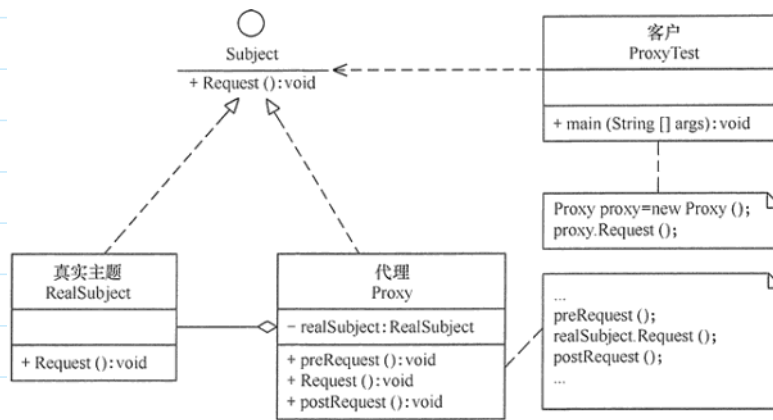 Subject
+ Request ():void
客户
ProxyTest
+ main (String [] args):void
Proxy proxy=new Proxy ();
proxy.Request ();
真实主题
RealSubject
+ Request ():void
代理
Proxy
− realSubject:RealSubject
+ preRequest ():void
+ Request ():void
+ postRequest ():void
...
preRequest ();
realSubject.Request ();
postRequest ();
...